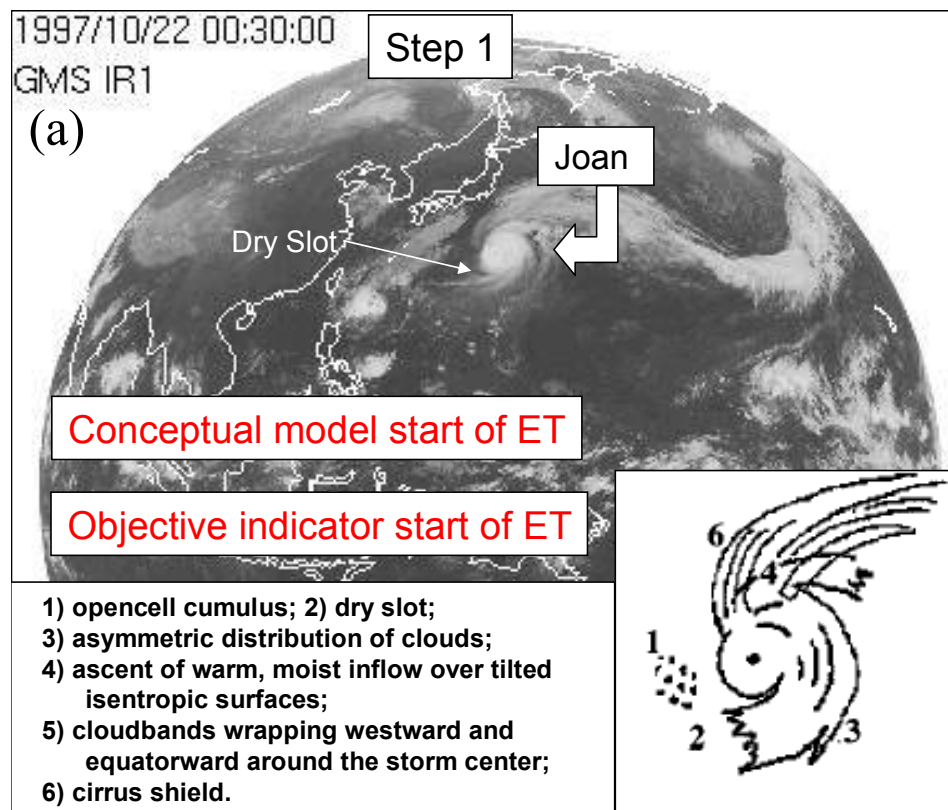 1997/10/22 00:30:00
GMS IR1
Step 1
(a)
Joan
Dry Slot
Conceptual model start of ET
Objective indicator start of ET
1) opencell cumulus; 2) dry slot;
3) asymmetric distribution of clouds;
4) ascent of warm, moist inflow over tilted
isentropic surfaces;
5) cloudbands wrapping westward and
equatorward around the storm center;
6) cirrus shield.
6
4
1
2
3